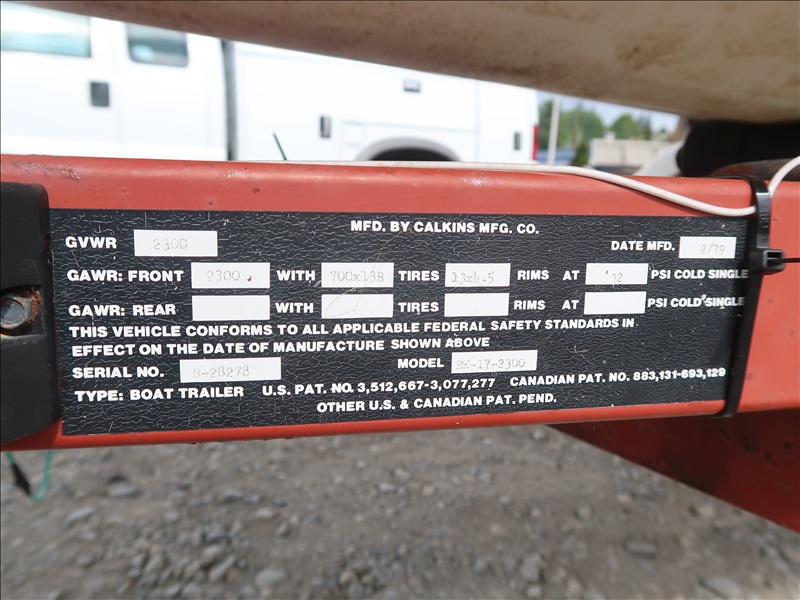 MFD. BY CALKINS MFG. CO.
GVWR 2300 DATE MFD. 2/79
GAWR: FRONT 2300 WITH 700x13B TIRES 13x4.5 RIMS AT 32 PSI COLD SINGLE
GAWR: REAR WITH TIRES RIMS AT PSI COLD SINGLE
THIS VEHICLE CONFORMS TO ALL APPLICABLE FEDERAL SAFETY STANDARDS IN
EFFECT ON THE DATE OF MANUFACTURE SHOWN ABOVE
SERIAL NO. 8-28278 MODEL
TYPE: BOAT TRAILER U.S. PAT. NO. 3,512,667-3,077,277 CANADIAN PAT. NO. 883,131-693,129
OTHER U.S. & CANADIAN PAT. PEND.